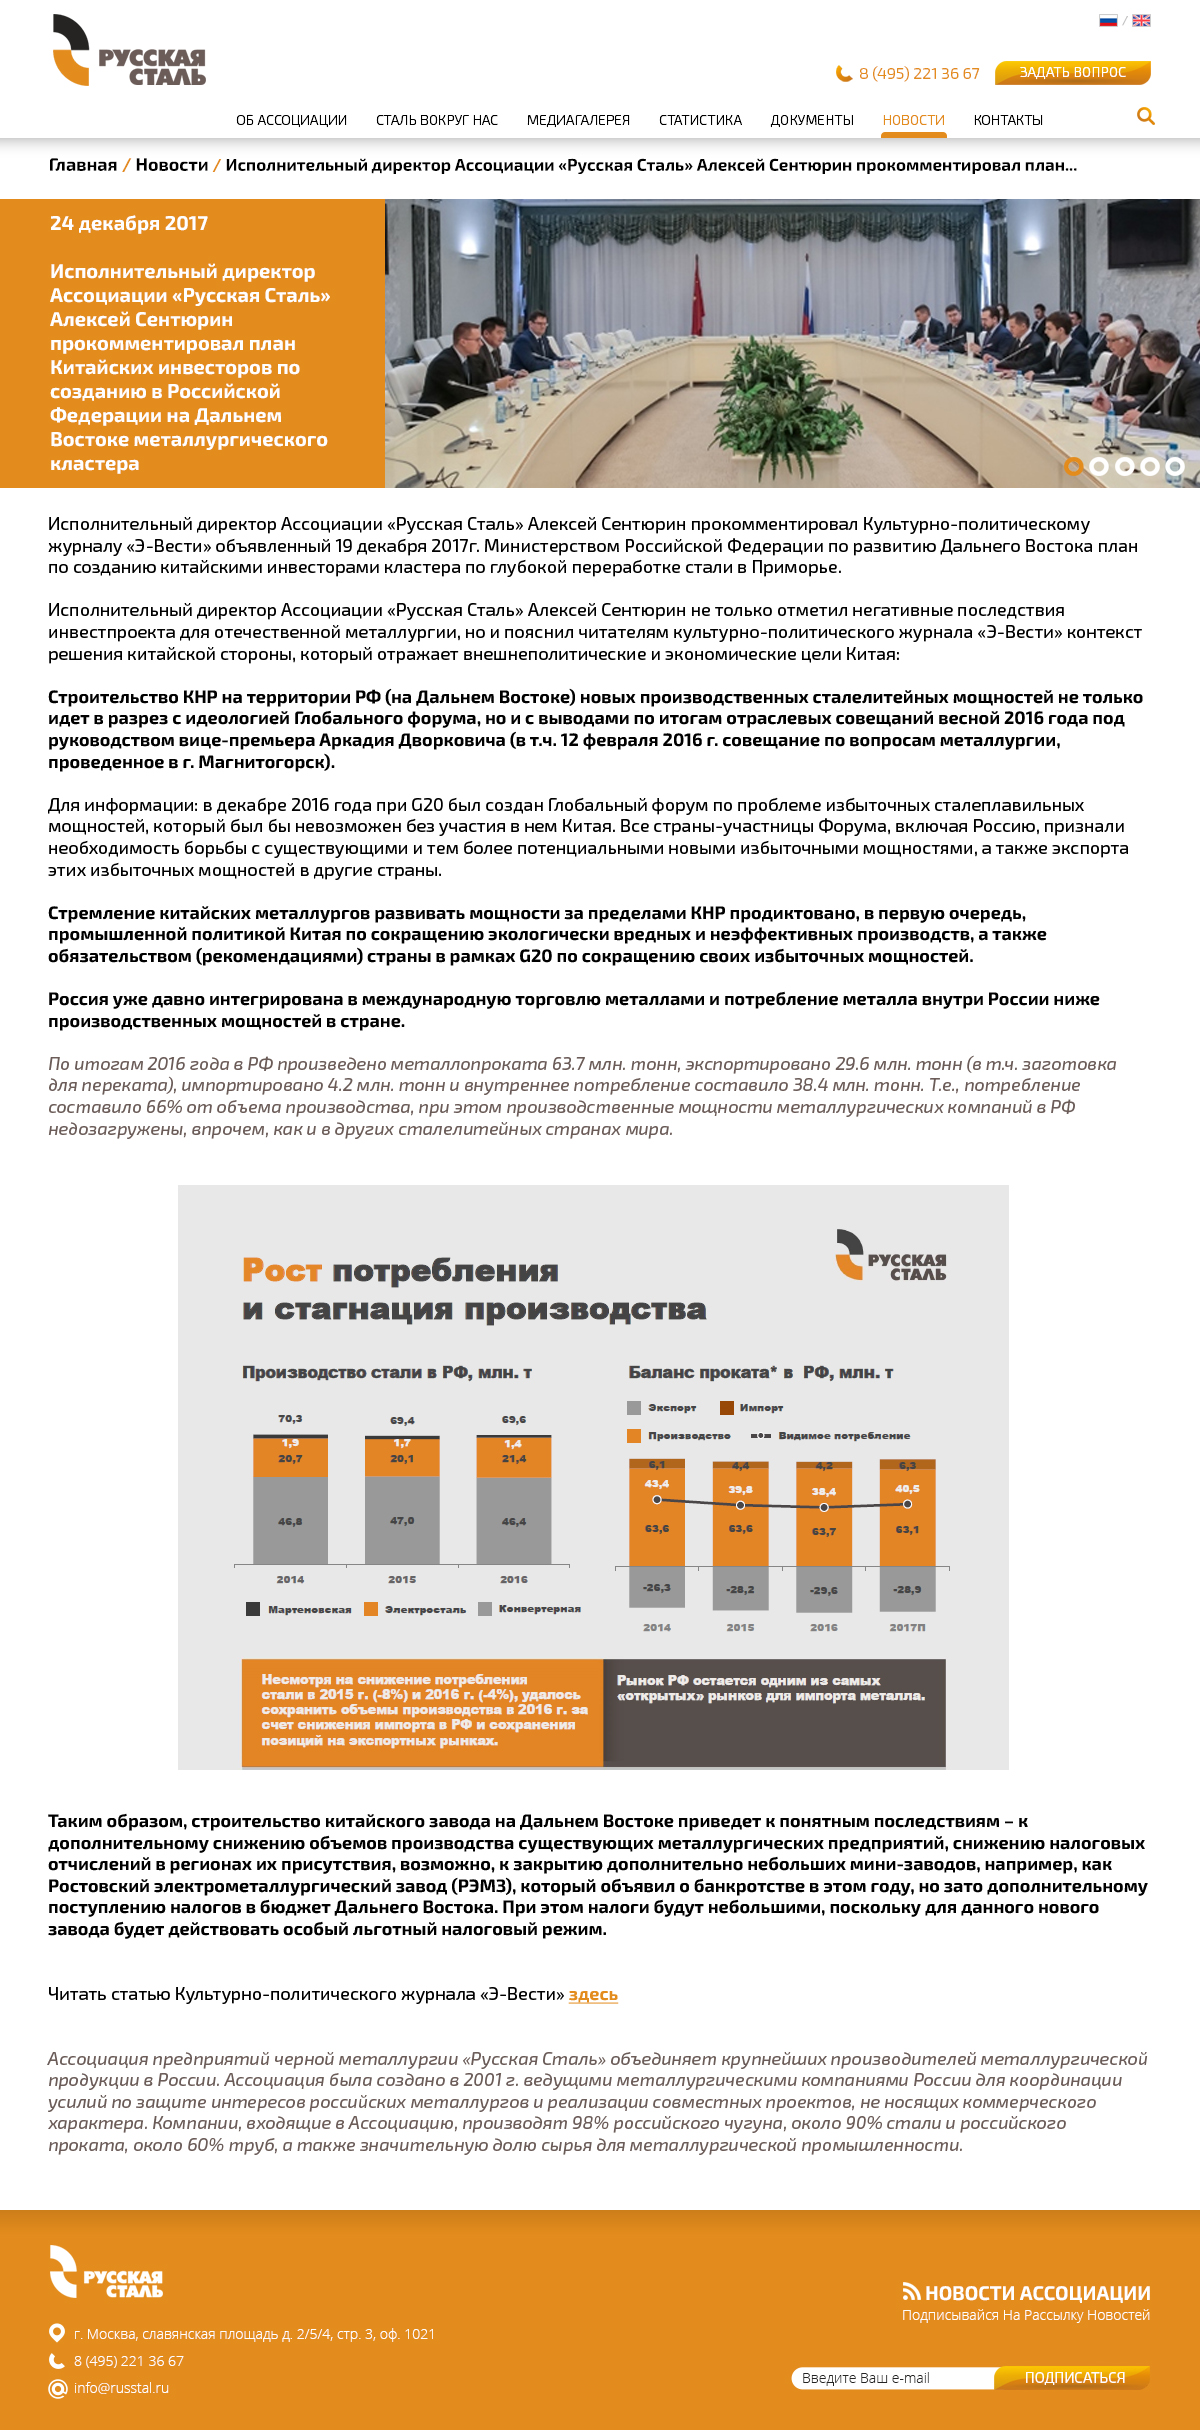 РУССКАЯ
СТАЛЬ
/
8 (495) 221 36 67
ЗАДАТЬ ВОПРОС
ОБ АССОЦИАЦИИ СТАЛЬ ВОКРУГ НАС МЕДИАГАЛЕРЕЯ СТАТИСТИКА ДОКУМЕНТЫ НОВОСТИ КОНТАКТЫ
Главная / Новости / Исполнительный директор Ассоциации «Русская Сталь» Алексей Сентюрин прокомментировал план...
24 декабря 2017
Исполнительный директор
Ассоциации «Русская Сталь»
Алексей Сентюрин
прокомментировал план
Китайских инвесторов по
созданию в Российской
Федерации на Дальнем
Востоке металлургического
кластера
Исполнительный директор Ассоциации «Русская Сталь» Алексей Сентюрин прокомментировал Культурно-политическому
журналу «Э-Вести» объявленный 19 декабря 2017г. Министерством Российской Федерации по развитию Дальнего Востока план
по созданию китайскими инвесторами кластера по глубокой переработке стали в Приморье.
Исполнительный директор Ассоциации «Русская Сталь» Алексей Сентюрин не только отметил негативные последствия
инвестпроекта для отечественной металлургии, но и пояснил читателям культурно-политического журнала «Э-Вести» контекст
решения китайской стороны, который отражает внешнеполитические и экономические цели Китая:
Строительство КНР на территории РФ (на Дальнем Востоке) новых производственных сталелитейных мощностей не только
идет в разрез с идеологией Глобального форума, но и с выводами по итогам отраслевых совещаний весной 2016 года под
руководством вице-премьера Аркадия Дворковича (в т.ч. 12 февраля 2016 г. совещание по вопросам металлургии,
проведенное в г. Магнитогорск).
Для информации: в декабре 2016 года при G20 был создан Глобальный форум по проблеме избыточных сталеплавильных
мощностей, который был бы невозможен без участия в нем Китая. Все страны-участницы Форума, включая Россию, признали
необходимость борьбы с существующими и тем более потенциальными новыми избыточными мощностями, а также экспорта
этих избыточных мощностей в другие страны.
Стремление китайских металлургов развивать мощности за пределами КНР продиктовано, в первую очередь,
промышленной политикой Китая по сокращению экологически вредных и неэффективных производств, а также
обязательством (рекомендациями) страны в рамках G20 по сокращению своих избыточных мощностей.
Россия уже давно интегрирована в международную торговлю металлами и потребление металла внутри России ниже
производственных мощностей в стране.
По итогам 2016 года в РФ произведено металлопроката 63.7 млн. тонн, экспортировано 29.6 млн. тонн (в т.ч. заготовка
для переката), импортировано 4.2 млн. тонн и внутреннее потребление составило 38.4 млн. тонн. Т.е., потребление
составило 66% от объема производства, при этом производственные мощности металлургических компаний в РФ
недозагружены, впрочем, как и в других сталелитейных странах мира.
РУССКАЯ
СТАЛЬ
Рост потребления
и стагнация производства
Производство стали в РФ, млн. т
70,3 69,4 69,6
1,9 1,7 1,4
20,7 20,1 21,4
46,8 47,0 46,4
2014 2015 2016
Мартеновская Электросталь Конвертерная
Баланс проката* в РФ, млн. т
Экспорт Импорт
Производство Видимое потребление
6,1 4,4 4,2 6,3
43,4 39,8 38,4 40,5
63,6 63,6 63,7 63,1
-26,3 -28,2 -29,6 -28,9
2014 2015 2016 2017П
Несмотря на снижение потребления
стали в 2015 г. (-8%) и 2016 г. (-4%), удалось
сохранить объемы производства в 2016 г. за
счет снижения импорта в РФ и сохранения
позиций на экспортных рынках.
Рынок РФ остается одним из самых
«открытых» рынков для импорта металла.
Таким образом, строительство китайского завода на Дальнем Востоке приведет к понятным последствиям – к
дополнительному снижению объемов производства существующих металлургических предприятий, снижению налоговых
отчислений в регионах их присутствия, возможно, к закрытию дополнительно небольших мини-заводов, например, как
Ростовский электрометаллургический завод (РЭМЗ), который объявил о банкротстве в этом году, но зато дополнительному
поступлению налогов в бюджет Дальнего Востока. При этом налоги будут небольшими, поскольку для данного нового
завода будет действовать особый льготный налоговый режим.
Читать статью Культурно-политического журнала «Э-Вести» здесь
Ассоциация предприятий черной металлургии «Русская Сталь» объединяет крупнейших производителей металлургической
продукции в России. Ассоциация была создано в 2001 г. ведущими металлургическими компаниями России для координации
усилий по защите интересов российских металлургов и реализации совместных проектов, не носящих коммерческого
характера. Компании, входящие в Ассоциацию, производят 98% российского чугуна, около 90% стали и российского
проката, около 60% труб, а также значительную долю сырья для металлургической промышленности.
РУССКАЯ
СТАЛЬ
г. Москва, славянская площадь д. 2/5/4, стр. 3, оф. 1021
8 (495) 221 36 67
info@russtal.ru
НОВОСТИ АССОЦИАЦИИ
Подписывайся На Рассылку Новостей
Введите Ваш e-mail
ПОДПИСАТЬСЯ